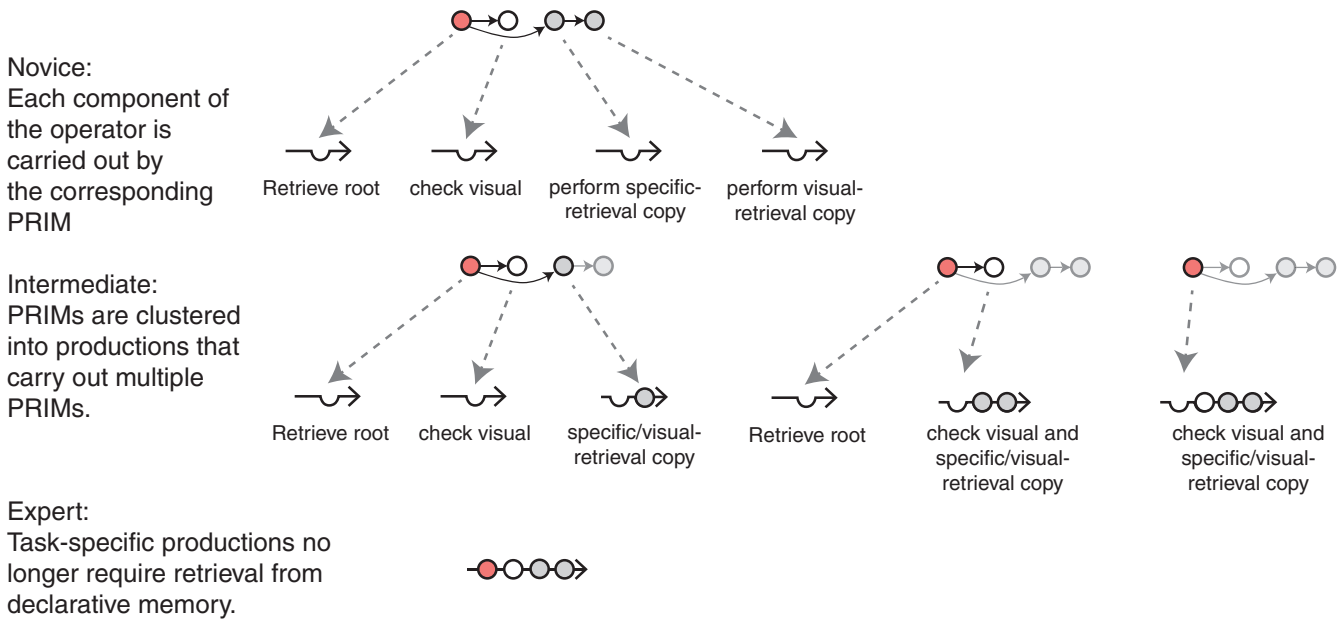 Novice:
Each component of
the operator is
carried out by
the corresponding
PRIM
Retrieve root
check visual
perform specific-
retrieval copy
perform visual-
retrieval copy
Intermediate:
PRIMs are clustered
into productions that
carry out multiple
PRIMs.
Retrieve root
check visual
specific/visual-
retrieval copy
Retrieve root
check visual and
specific/visual-
retrieval copy
check visual and
specific/visual-
retrieval copy
Expert:
Task-specific productions no
longer require retrieval from
declarative memory.